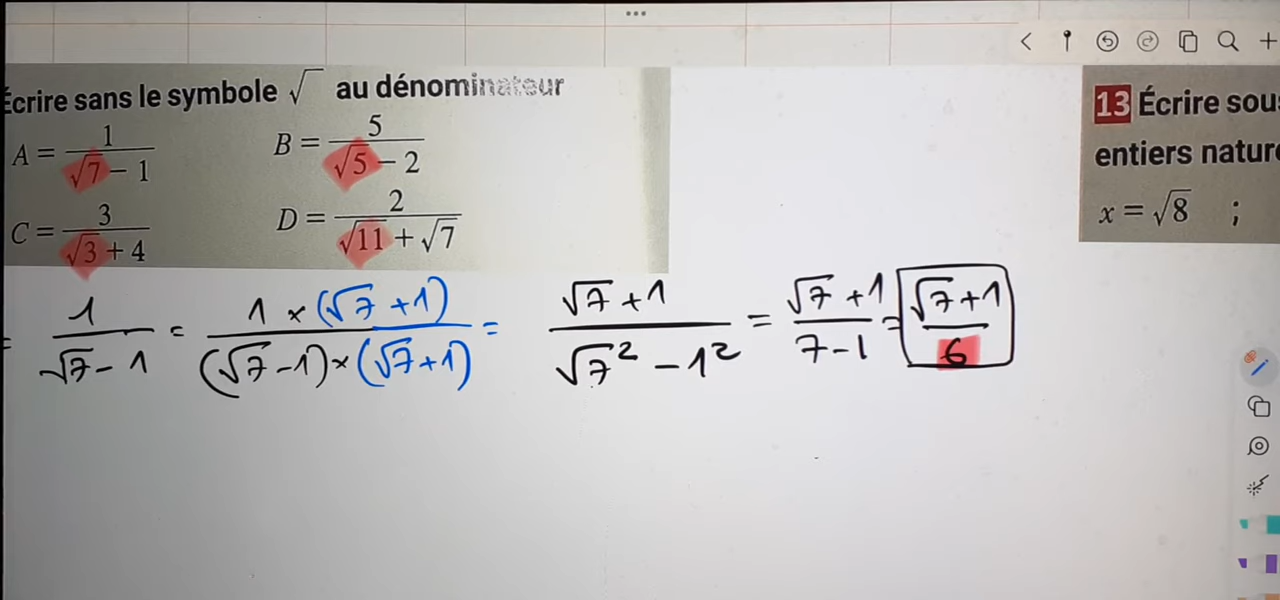 Écrire sans le symbole √ au dénominateur
A = 1/(√7 − 1) B = 5/(√5 − 2)
C = 3/(√3 + 4) D = 2/(√11 + √7)
13 Écrire sous
entiers nature
x = √8 ;
= 1/(√7 − 1) = (1 × (√7 + 1))/((√7 − 1) × (√7 + 1)) = (√7 + 1)/(√7² − 1²) = (√7 + 1)/(7 − 1) = (√7 + 1)/6